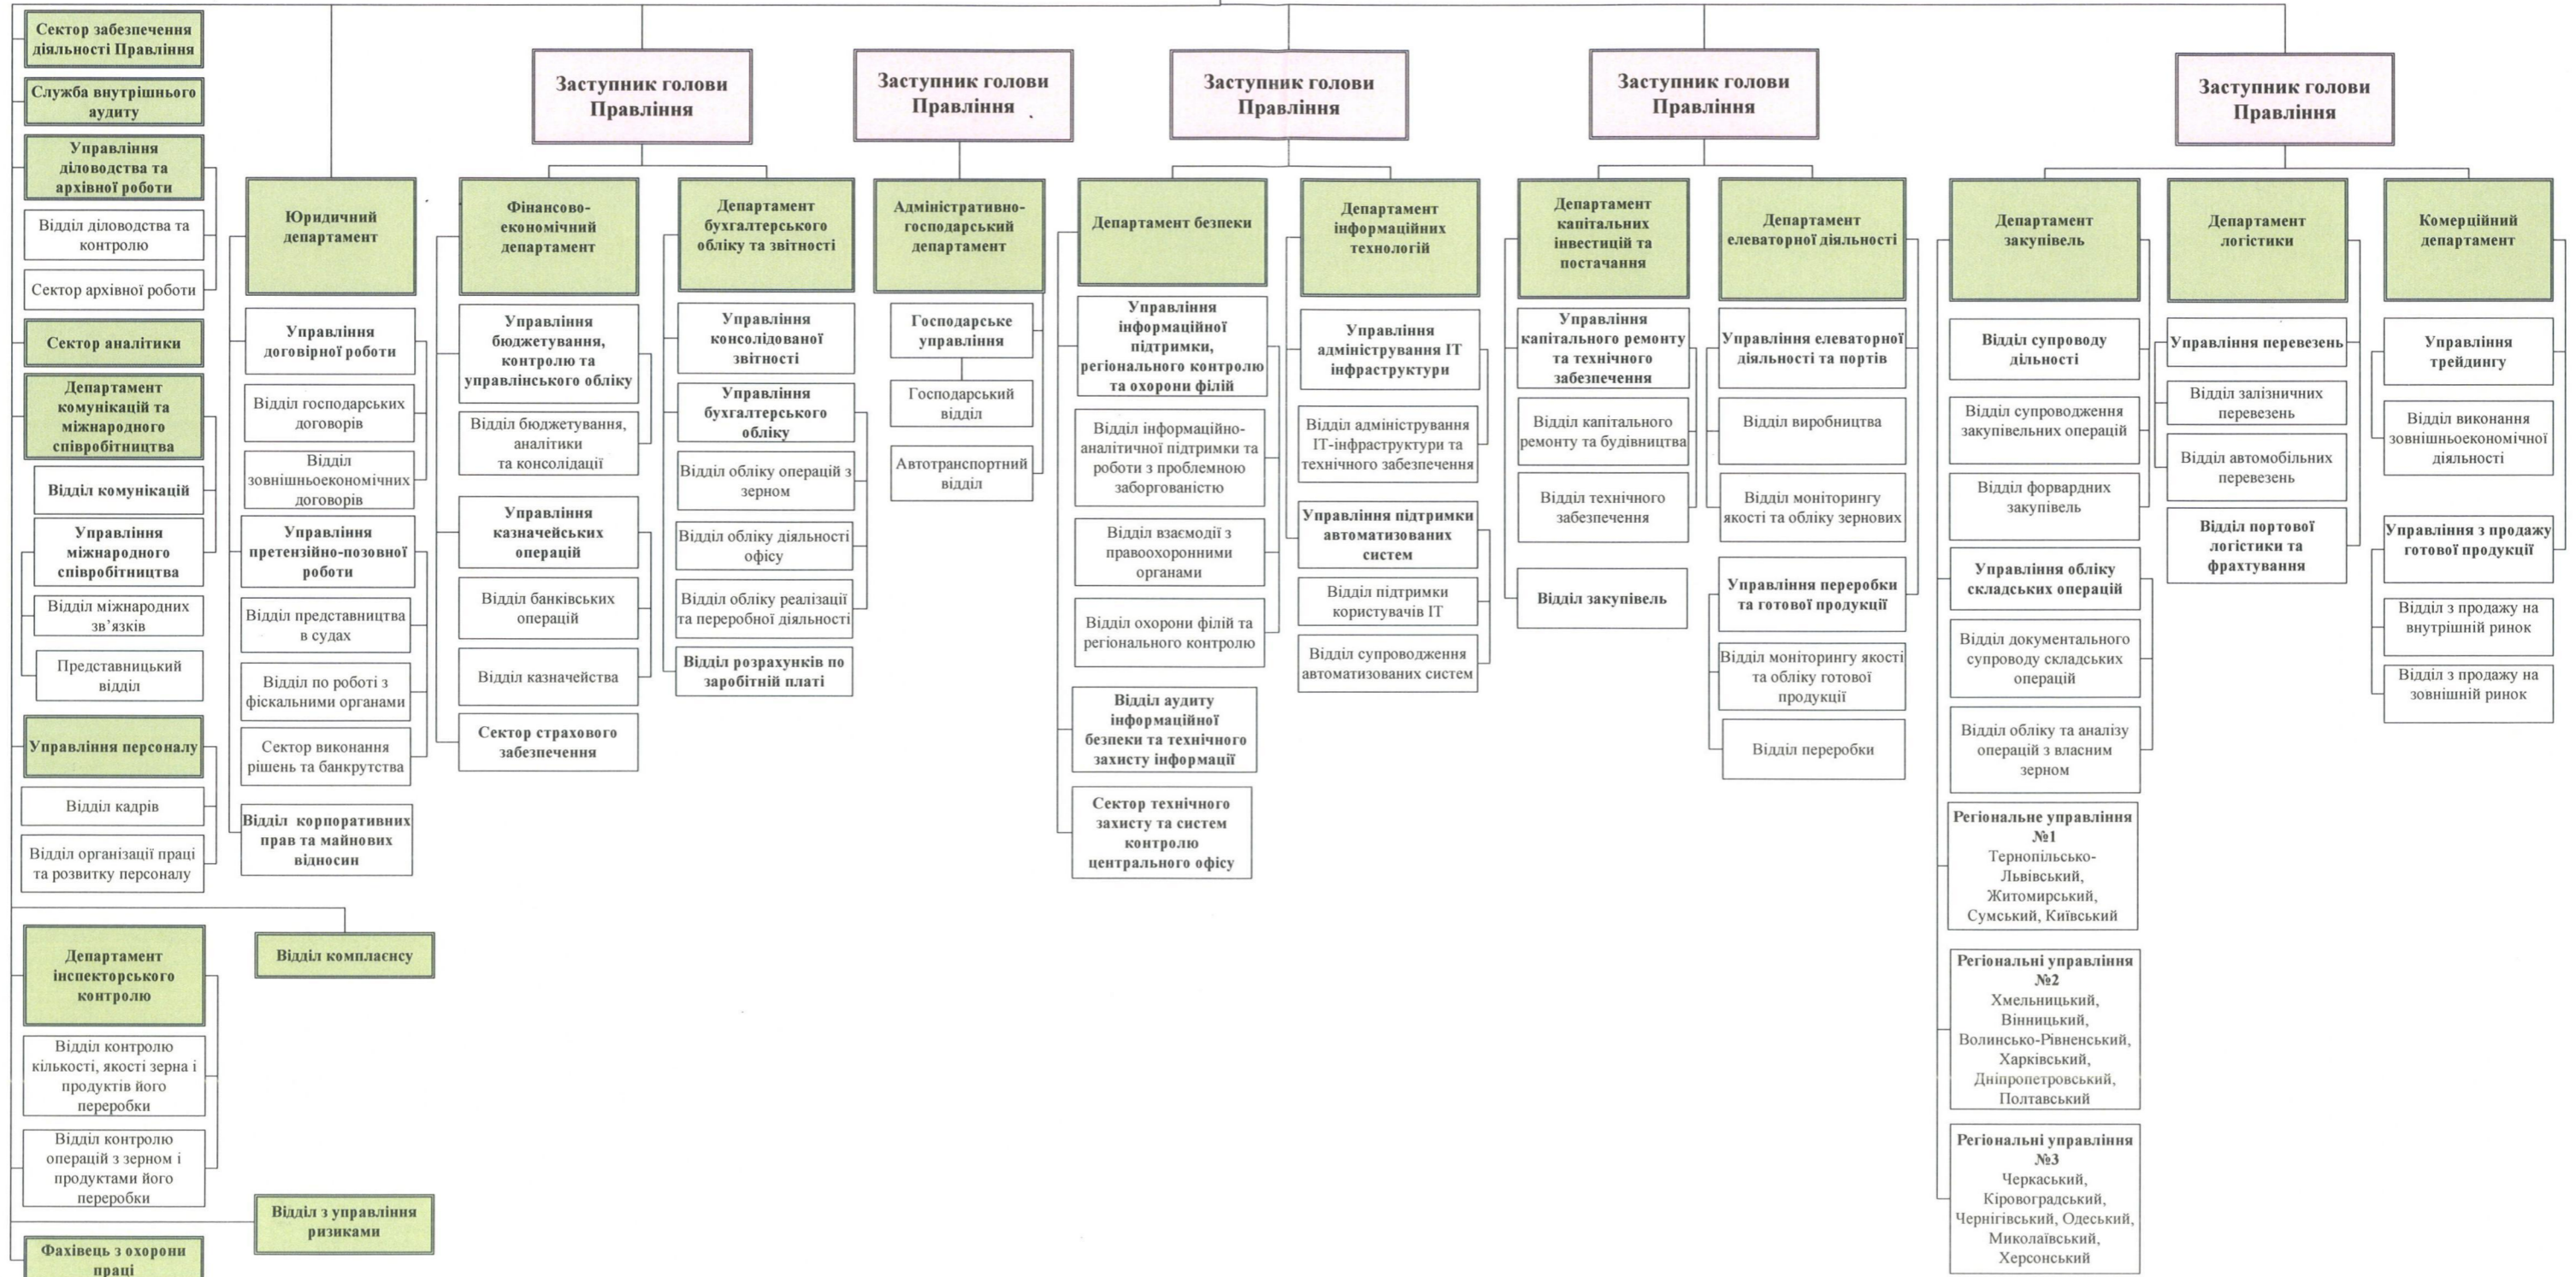 Сектор забезпечення
діяльності Правління
Служба внутрішнього
аудиту
Управління
діловодства та
архівної роботи
Відділ діловодства та
контролю
Сектор архівної роботи
Сектор аналітики
Департамент
комунікацій та
міжнародного
співробітництва
Відділ комунікацій
Управління
міжнародного
співробітництва
Відділ міжнародних
зв’язків
Представницький
відділ
Управління персоналу
Відділ кадрів
Відділ організації праці
та розвитку персоналу
Департамент
інспекторського
контролю
Відділ контролю
кількості, якості зерна і
продуктів його
переробки
Відділ контролю
операцій з зерном і
продуктами його
переробки
Фахівець з охорони
праці
Відділ комплаєнсу
Відділ з управління
ризиками
Юридичний
департамент
Управління
договірної роботи
Відділ господарських
договорів
Відділ
зовнішньоекономічних
договорів
Управління
претензійно-позовної
роботи
Відділ представництва
в судах
Відділ по роботі з
фіскальними органами
Сектор виконання
рішень та банкрутства
Відділ корпоративних
прав та майнових
відносин
Заступник голови
Правління
Фінансово-
економічний
департамент
Управління
бюджетування,
контролю та
управлінського обліку
Відділ бюджетування,
аналітики
та консолідації
Управління
казначейських
операцій
Відділ банківських
операцій
Відділ казначейства
Сектор страхового
забезпечення
Департамент
бухгалтерського
обліку та звітності
Управління
консолідованої
звітності
Управління
бухгалтерського
обліку
Відділ обліку операцій з
зерном
Відділ обліку діяльності
офісу
Відділ обліку реалізації
та переробної діяльності
Відділ розрахунків по
заробітній платі
Заступник голови
Правління
Адміністративно-
господарський
департамент
Господарське
управління
Господарський
відділ
Автотранспортний
відділ
Заступник голови
Правління
Департамент безпеки
Управління
інформаційної
підтримки,
регіонального контролю
та охорони філій
Відділ інформаційно-
аналітичної підтримки та
роботи з проблемною
заборгованістю
Відділ взаємодії з
правоохоронними
органами
Відділ охорони філій та
регіонального контролю
Відділ аудиту
інформаційної
безпеки та технічного
захисту інформації
Сектор технічного
захисту та систем
контролю
центрального офісу
Департамент
інформаційних
технологій
Управління
адміністрування ІТ
інфраструктури
Відділ адміністрування
ІТ-інфраструктури та
технічного забезпечення
Управління підтримки
автоматизованих
систем
Відділ підтримки
користувачів ІТ
Відділ супроводження
автоматизованих систем
Заступник голови
Правління
Департамент
капітальних
інвестицій та
постачання
Управління
капітального ремонту
та технічного
забезпечення
Відділ капітального
ремонту та будівництва
Відділ технічного
забезпечення
Відділ закупівель
Департамент
елеваторної діяльності
Управління елеваторної
діяльності та портів
Відділ виробництва
Відділ моніторингу
якості та обліку зернових
Управління переробки
та готової продукції
Відділ моніторингу якості
та обліку готової
продукції
Відділ переробки
Заступник голови
Правління
Департамент
закупівель
Відділ супроводу
дільності
Відділ супроводження
закупівельних операцій
Відділ форвардних
закупівель
Управління обліку
складських операцій
Відділ документального
супроводу складських
операцій
Відділ обліку та аналізу
операцій з власним
зерном
Регіональне управління
№1
Тернопільсько-
Львівський,
Житомирський,
Сумський, Київський
Регіональні управління
№2
Хмельницький,
Вінницький,
Волинсько-Рівненський,
Харківський,
Дніпропетровський,
Полтавський
Регіональні управління
№3
Черкаський,
Кіровоградський,
Чернігівський, Одеський,
Миколаївський,
Херсонський
Департамент
логістики
Управління перевезень
Відділ залізничних
перевезень
Відділ автомобільних
перевезень
Відділ портової
логістики та
фрахтування
Комерційний
департамент
Управління
трейдингу
Відділ виконання
зовнішньоекономічної
діяльності
Управління з продажу
готової продукції
Відділ з продажу на
внутрішній ринок
Відділ з продажу на
зовнішній ринок